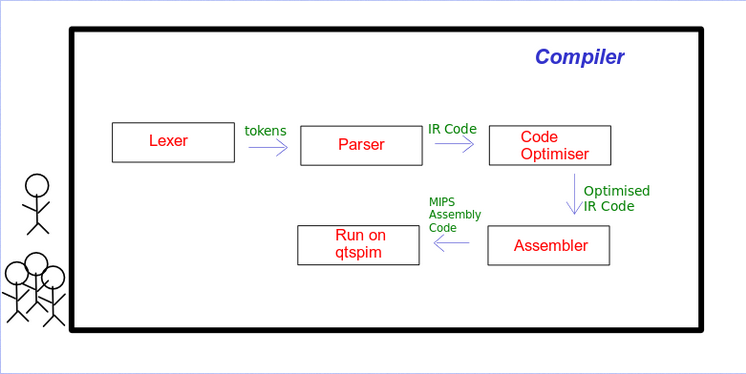 Compiler
Lexer
tokens
Parser
IR Code
Code
Optimiser
Optimised
IR Code
Assembler
MIPS
Assembly
Code
Run on
qtspim